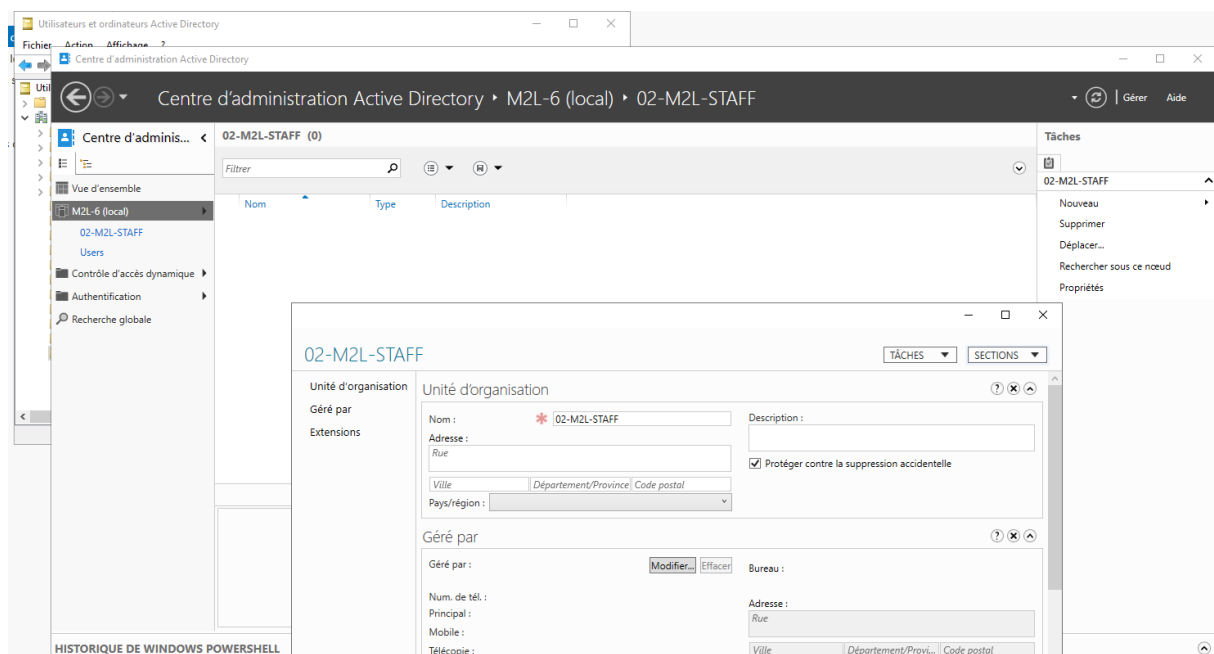 Utilisateurs et ordinateurs Active Directory
Fichier Action Affichage ?
Centre d'administration Active Directory
Util
Centre d'administration Active Directory M2L-6 (local) 02-M2L-STAFF
Gérer Aide
Centre d'adminis...
02-M2L-STAFF (0)
Tâches
Filtrer
02-M2L-STAFF
Vue d'ensemble
Nom Type Description
Nouveau
M2L-6 (local)
Supprimer
02-M2L-STAFF
Déplacer...
Users
Rechercher sous ce nœud
Contrôle d'accès dynamique
Propriétés
Authentification
Recherche globale
02-M2L-STAFF
TÂCHES
SECTIONS
Unité d'organisation
Géré par
Extensions
Unité d'organisation
Nom :
02-M2L-STAFF
Description :
Adresse :
Rue
Protéger contre la suppression accidentelle
Ville Département/Province Code postal
Pays/région :
Géré par
Géré par :
Modifier... Effacer
Bureau :
Num. de tél. :
Principal :
Mobile :
Télécopie :
Adresse :
Rue
Ville Département/Provi... Code postal
HISTORIQUE DE WINDOWS POWERSHELL